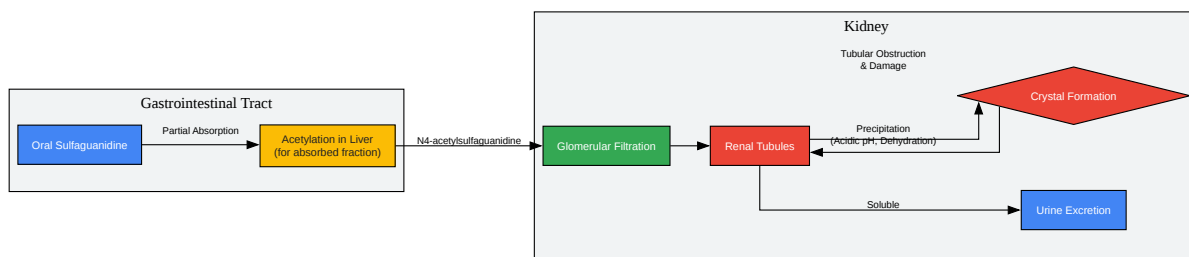 Kidney
Tubular Obstruction
& Damage
Crystal Formation
Gastrointestinal Tract
Oral Sulfaguanidine
Partial Absorption
Acetylation in Liver
(for absorbed fraction)
N4-acetylsulfaguanidine
Glomerular Filtration
Renal Tubules
Precipitation
(Acidic pH, Dehydration)
Soluble
Urine Excretion